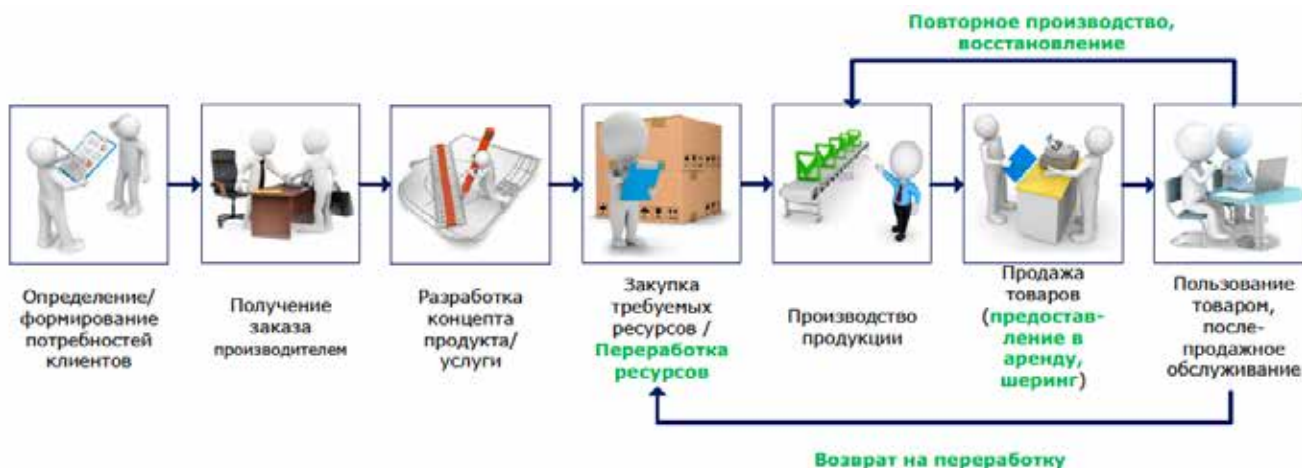 Повторное производство,
восстановление
Определение/
формирование
потребностей
клиентов
Получение
заказа
производителем
Разработка
концепта
продукта/
услуги
Закупка
требуемых
ресурсов /
Переработка
ресурсов
Производство
продукции
Продажа
товаров
(предостав-
ление в
аренду,
шеринг)
Пользование
товаром,
после-
продажное
обслуживание
Возврат на переработку